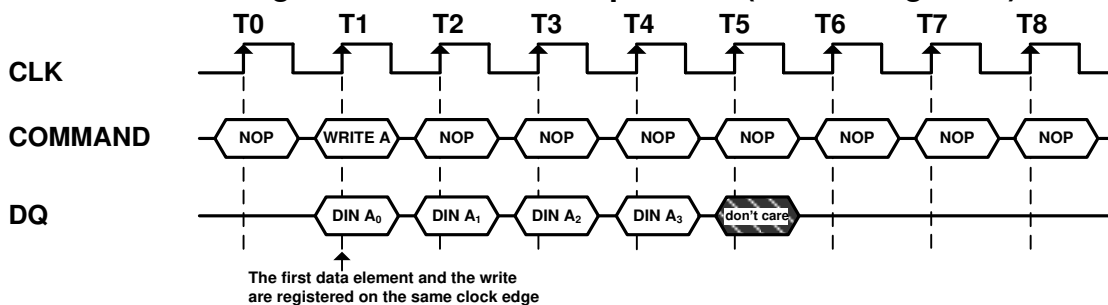 T0 T1 T2 T3 T4 T5 T6 T7 T8
CLK
COMMAND NOP WRITE A NOP NOP NOP NOP NOP NOP NOP
DQ DIN A₀ DIN A₁ DIN A₂ DIN A₃ don't care
The first data element and the write
are registered on the same clock edge